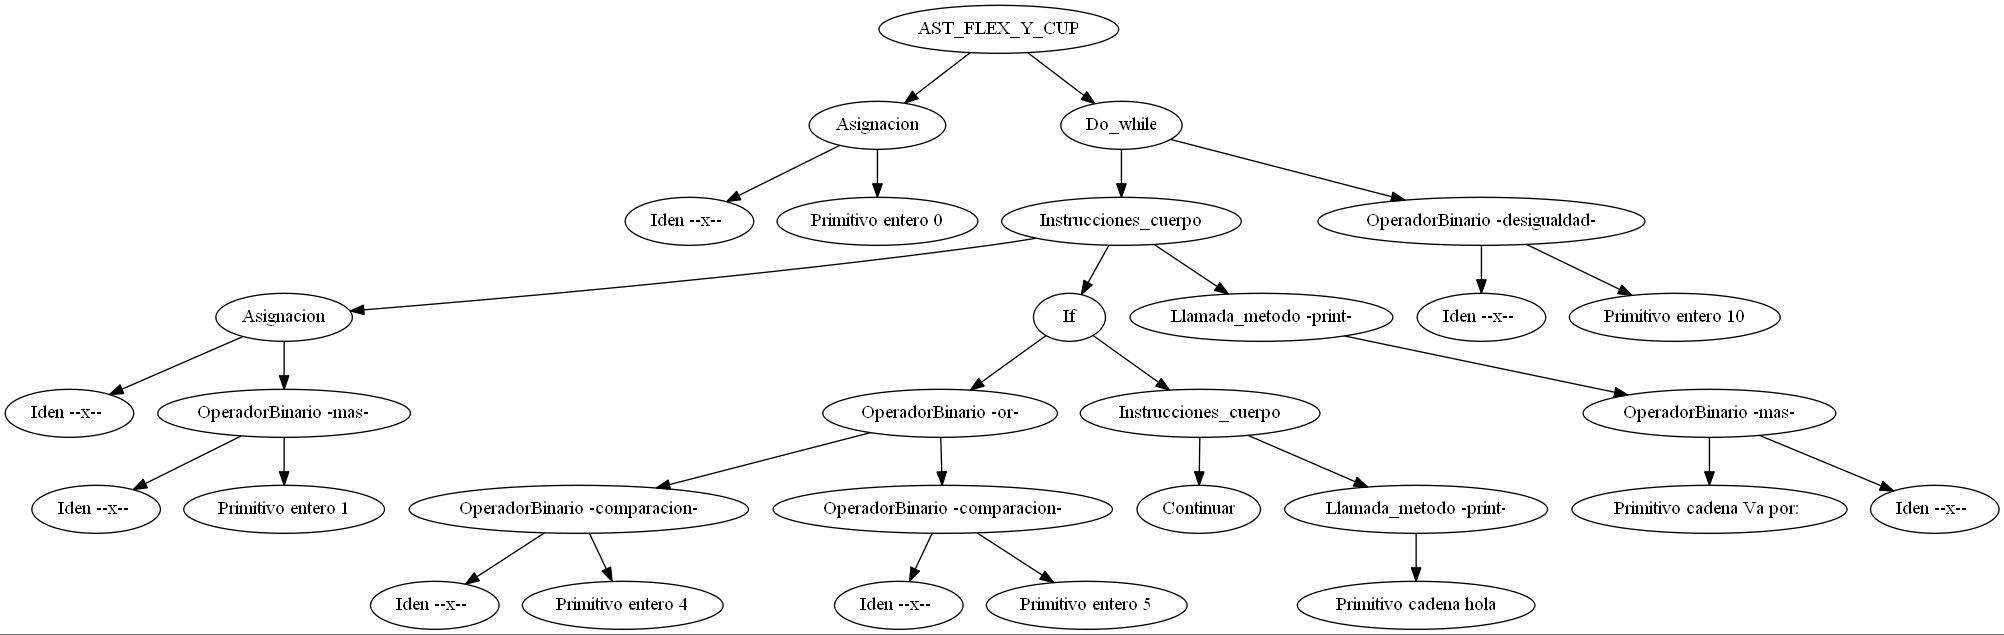 AST_FLEX_Y_CUP
Asignacion
Do_while
Iden --x--
Primitivo entero 0
Instrucciones_cuerpo
OperadorBinario -desigualdad-
Asignacion
If
Llamada_metodo -print-
Iden --x--
Primitivo entero 10
Iden --x--
OperadorBinario -mas-
OperadorBinario -or-
Instrucciones_cuerpo
OperadorBinario -mas-
Iden --x--
Primitivo entero 1
OperadorBinario -comparacion-
OperadorBinario -comparacion-
Continuar
Llamada_metodo -print-
Primitivo cadena Va por:
Iden --x--
Iden --x--
Primitivo entero 4
Iden --x--
Primitivo entero 5
Primitivo cadena hola